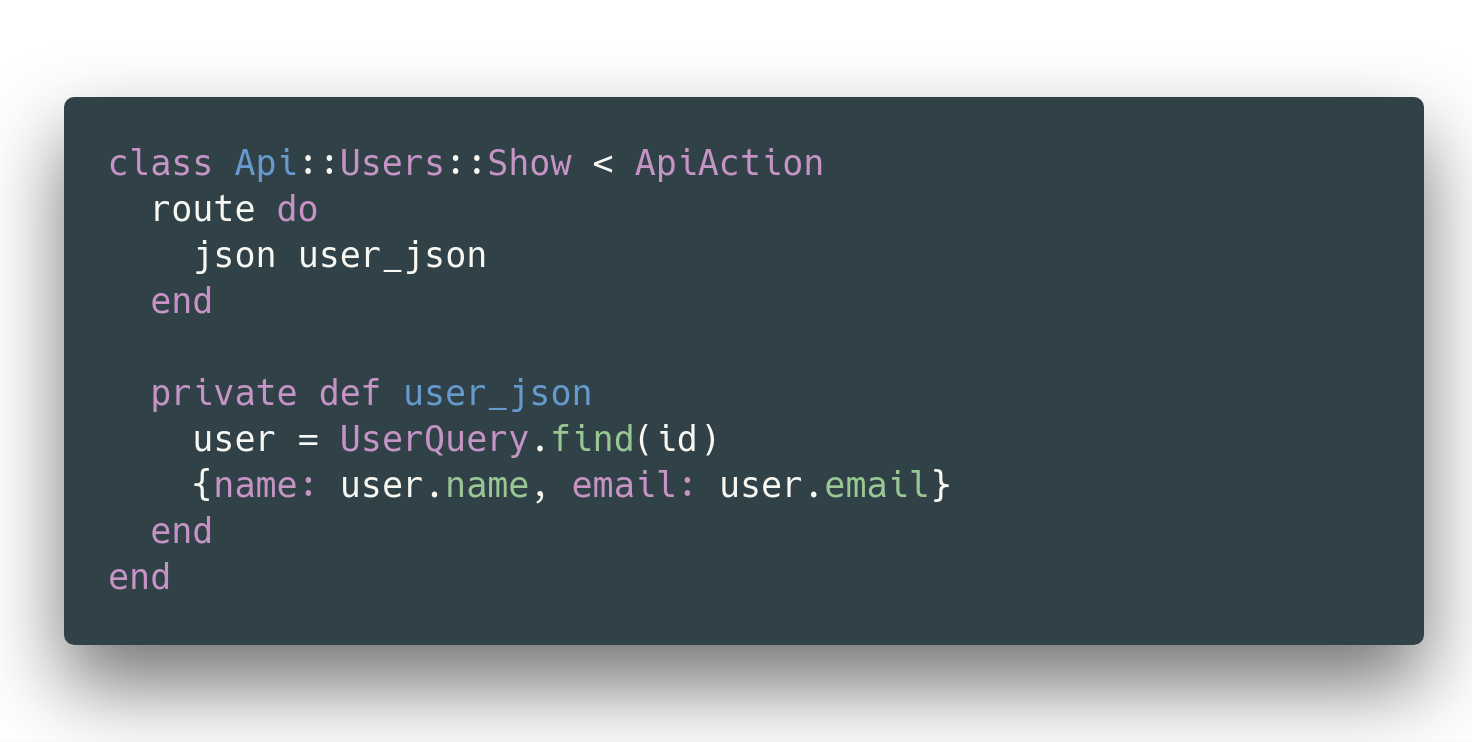 class Api::Users::Show < ApiAction
  route do
    json user_json
  end

  private def user_json
    user = UserQuery.find(id)
    {name: user.name, email: user.email}
  end
end